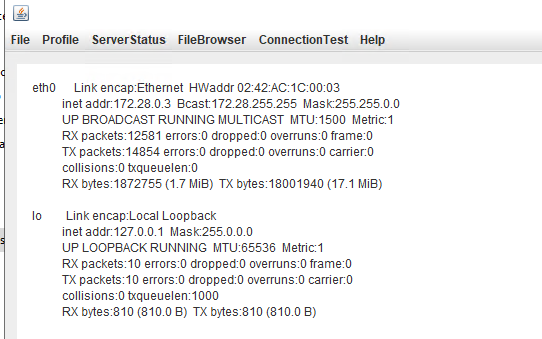 File Profile ServerStatus FileBrowser ConnectionTest Help
eth0 Link encap:Ethernet HWaddr 02:42:AC:1C:00:03
inet addr:172.28.0.3 Bcast:172.28.255.255 Mask:255.255.0.0
UP BROADCAST RUNNING MULTICAST MTU:1500 Metric:1
RX packets:12581 errors:0 dropped:0 overruns:0 frame:0
TX packets:14854 errors:0 dropped:0 overruns:0 carrier:0
collisions:0 txqueuelen:0
RX bytes:1872755 (1.7 MiB) TX bytes:18001940 (17.1 MiB)
lo Link encap:Local Loopback
inet addr:127.0.0.1 Mask:255.0.0.0
UP LOOPBACK RUNNING MTU:65536 Metric:1
RX packets:10 errors:0 dropped:0 overruns:0 frame:0
TX packets:10 errors:0 dropped:0 overruns:0 carrier:0
collisions:0 txqueuelen:1000
RX bytes:810 (810.0 B) TX bytes:810 (810.0 B)